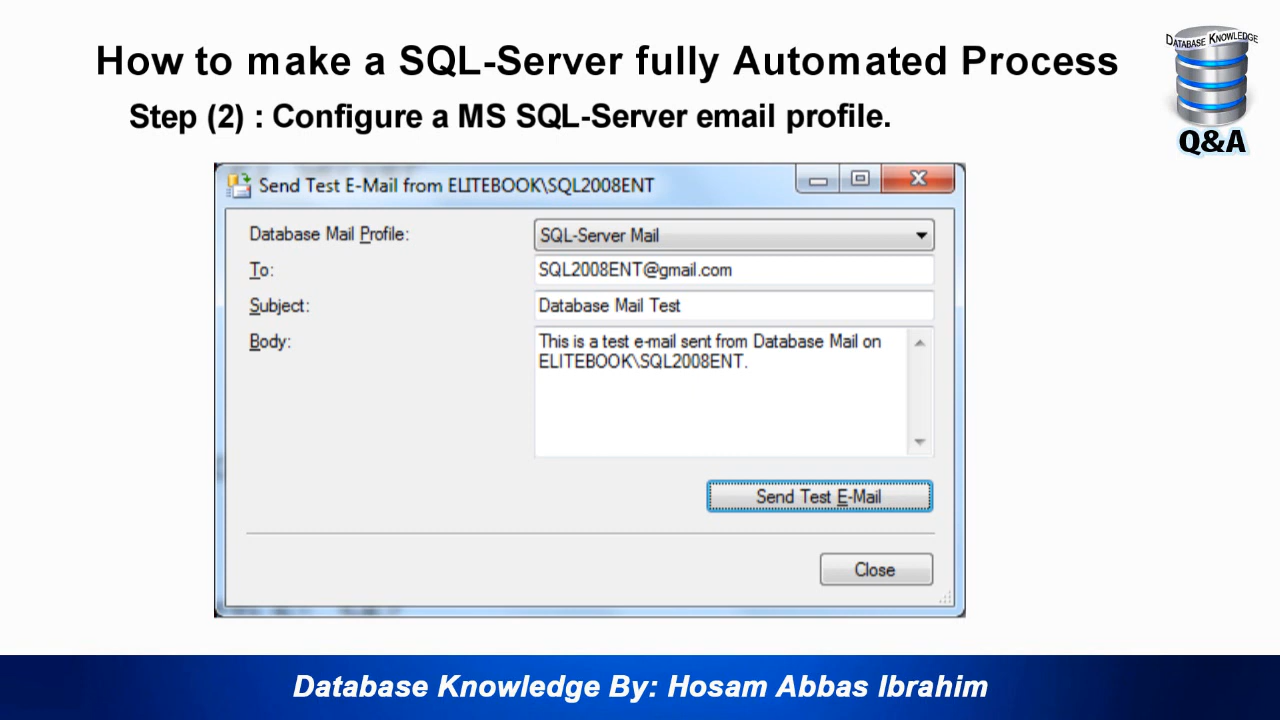 How to make a SQL-Server fully Automated Process
DATABASE KNOWLEDGE
Q&A
Step (2) : Configure a MS SQL-Server email profile.
Send Test E-Mail from ELITEBOOK\SQL2008ENT
Database Mail Profile:
SQL-Server Mail
To:
SQL2008ENT@gmail.com
Subject:
Database Mail Test
Body:
This is a test e-mail sent from Database Mail on
ELITEBOOK\SQL2008ENT.
Send Test E-Mail
Close
Database Knowledge By: Hosam Abbas Ibrahim